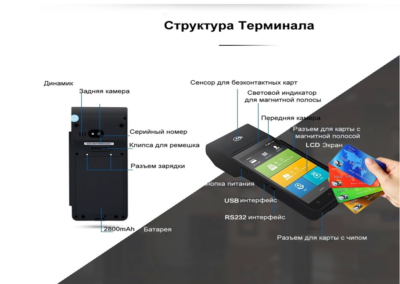 Структура Терминала
Динамик
Задняя камера
Серийный номер
Клипса для ремешка
Разъем зарядки
2800mAh Батарея
Сенсор для безконтактных карт
Световой индикатор
для магнитной полосы
Передняя камера
Разъем для карты с
магнитной полосой
LCD Экран
кнопка питания
USB интерфейс
RS232 интерфейс
Разъем для карты с чипом